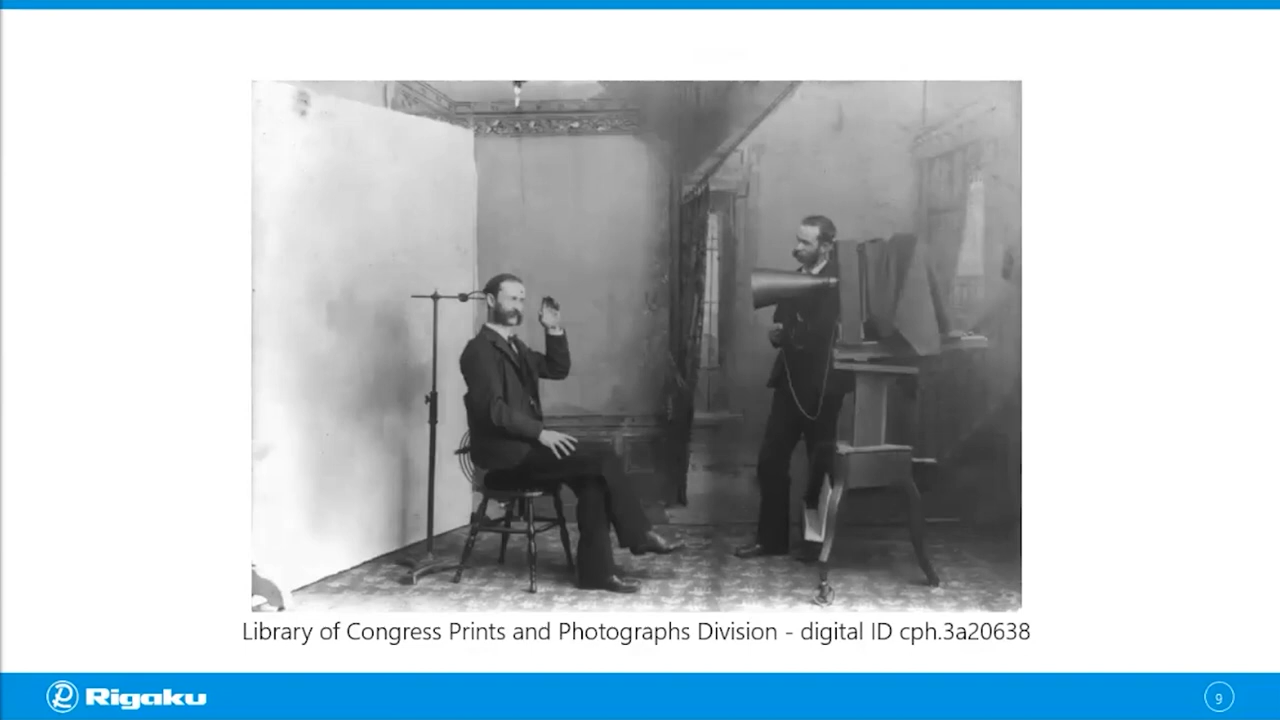 Library of Congress Prints and Photographs Division - digital ID cph.3a20638
Rigaku
9